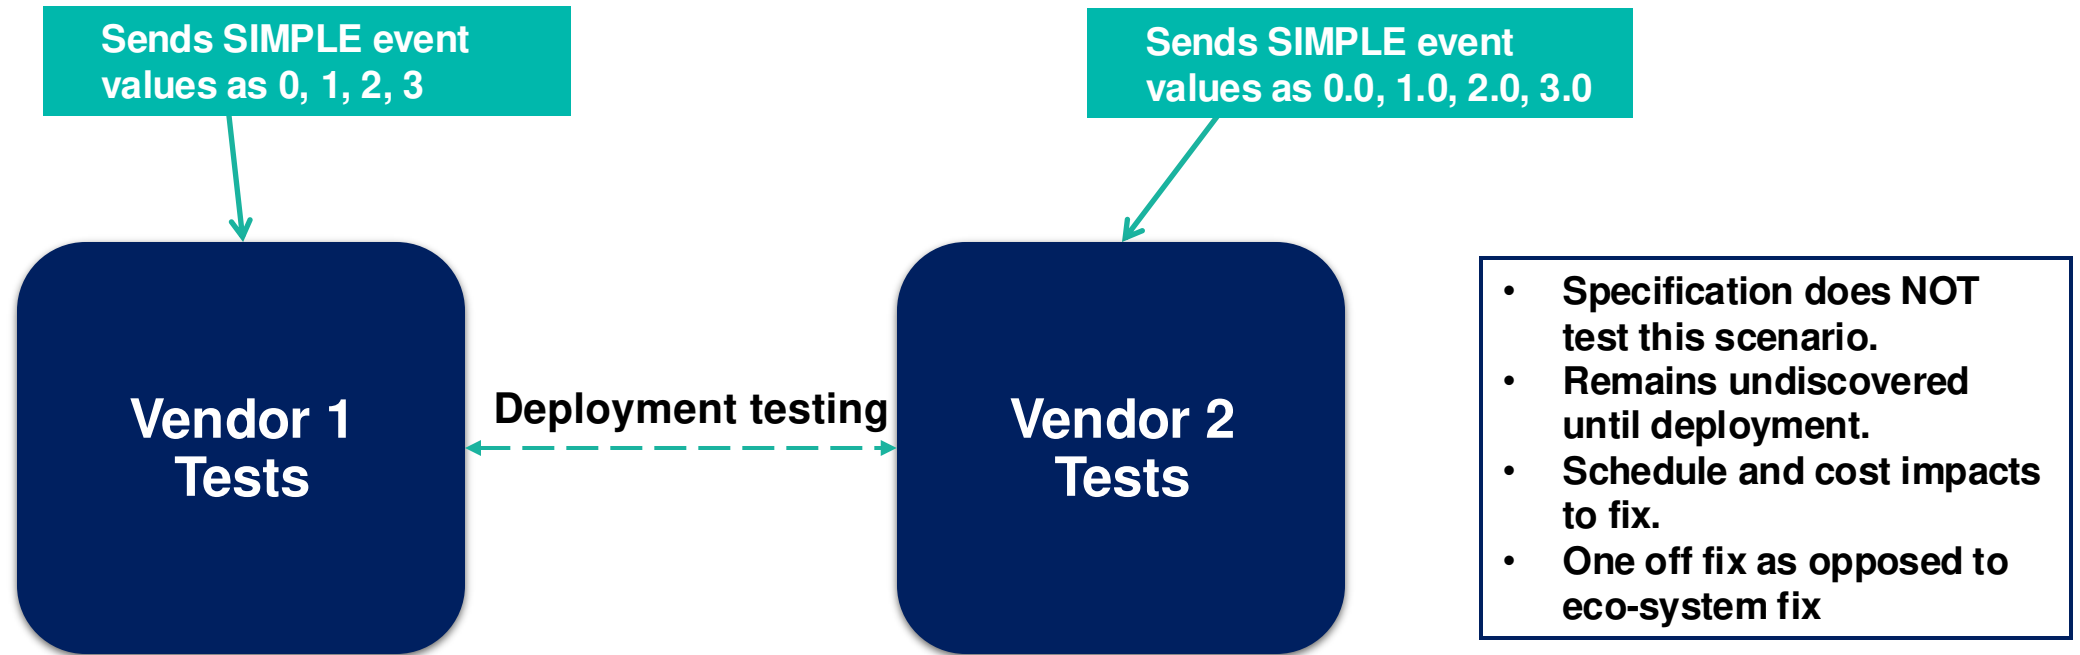 Sends SIMPLE event
values as 0, 1, 2, 3
Sends SIMPLE event
values as 0.0, 1.0, 2.0, 3.0
Vendor 1
Tests
Deployment testing
Vendor 2
Tests
• Specification does NOT
test this scenario.
• Remains undiscovered
until deployment.
• Schedule and cost impacts
to fix.
• One off fix as opposed to
eco-system fix